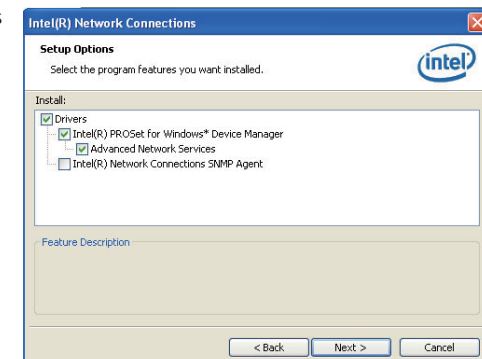 s
Intel(R) Network Connections
Setup Options
Select the program features you want installed.
intel
Install:
Drivers
Intel(R) PROSet for Windows* Device Manager
Advanced Network Services
Intel(R) Network Connections SNMP Agent
Feature Description
< Back
Next >
Cancel